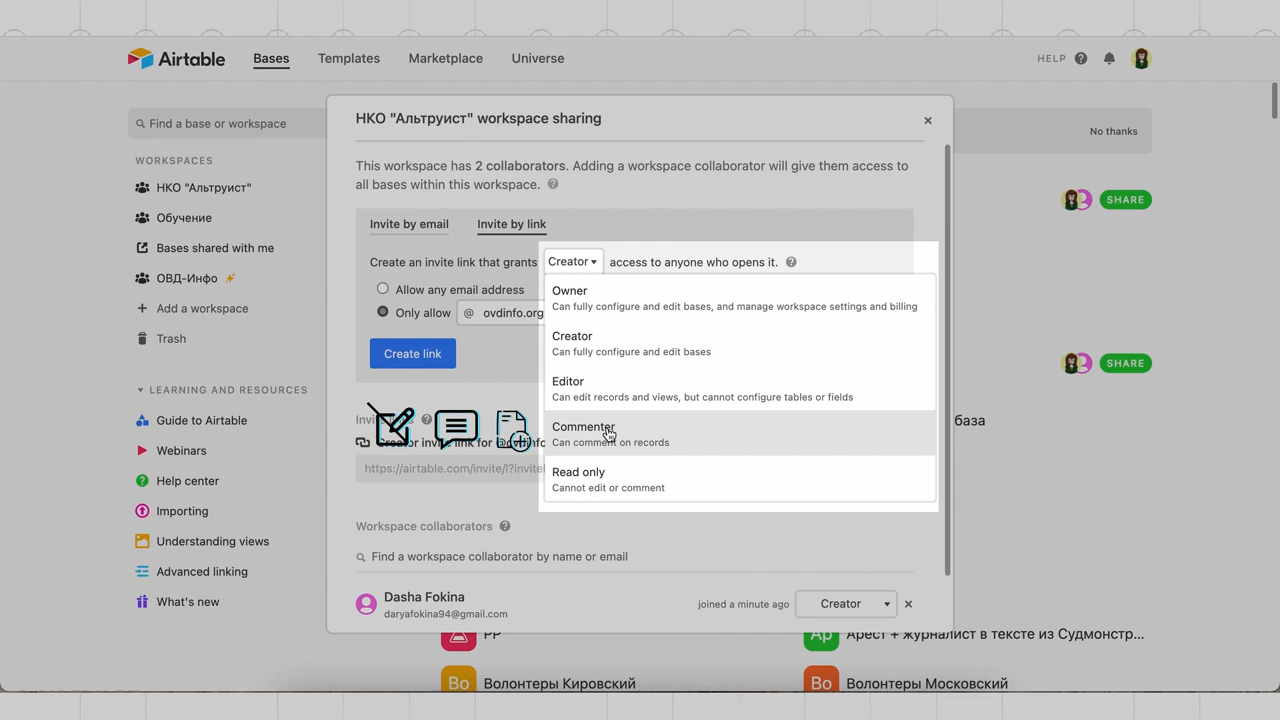 Airtable
Bases
Templates
Marketplace
Universe
HELP
Find a base or workspace
WORKSPACES
НКО "Альтруист"
Обучение
Bases shared with me
ОВД-Инфо
Add a workspace
Trash
LEARNING AND RESOURCES
Guide to Airtable
Webinars
Help center
Importing
Understanding views
Advanced linking
What's new
No thanks
SHARE
SHARE
НКО "Альтруист" workspace sharing
This workspace has 2 collaborators. Adding a workspace collaborator will give them access to
all bases within this workspace.
Invite by email
Invite by link
Create an invite link that grants Creator access to anyone who opens it.
Allow any email address
Only allow @ ovdinfo.org
Create link
Owner
Can fully configure and edit bases, and manage workspace settings and billing
Creator
Can fully configure and edit bases
Editor
Can edit records and views, but cannot configure tables or fields
Commenter
Can comment on records
Read only
Cannot edit or comment
invite link for
https://airtable.com/invite/l?invite
Workspace collaborators
Find a workspace collaborator by name or email
Dasha Fokina
daryafokina94@gmail.com
joined a minute ago
Creator
база
РР
Ар
Арест + журналист в тексте из Судмонстр...
Во
Волонтеры Кировский
Во
Волонтеры Московский